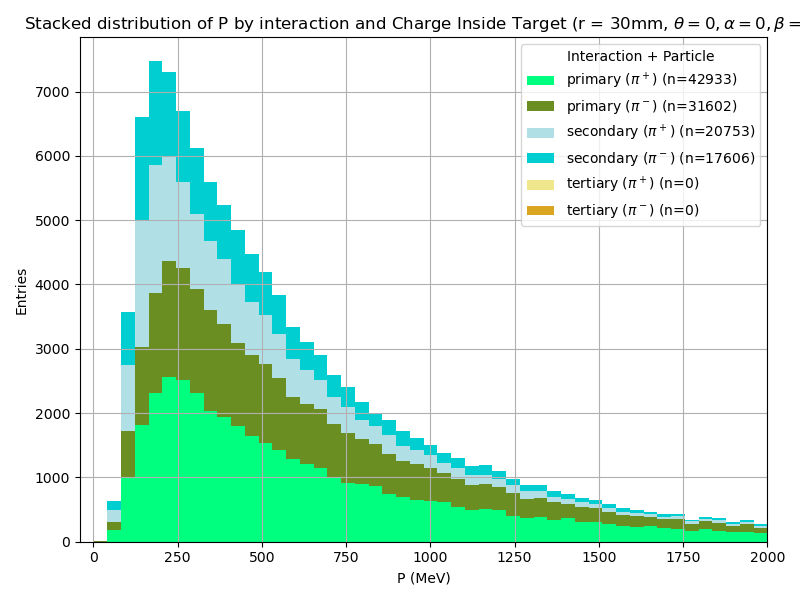 Stacked distribution of P by interaction and Charge Inside Target (r = 30mm, θ = 0, α = 0, β =
Interaction + Particle
primary (π⁺) (n=42933)
primary (π⁻) (n=31602)
secondary (π⁺) (n=20753)
secondary (π⁻) (n=17606)
tertiary (π⁺) (n=0)
tertiary (π⁻) (n=0)
Entries
7000
6000
5000
4000
3000
2000
1000
0
0 250 500 750 1000 1250 1500 1750 2000
P (MeV)